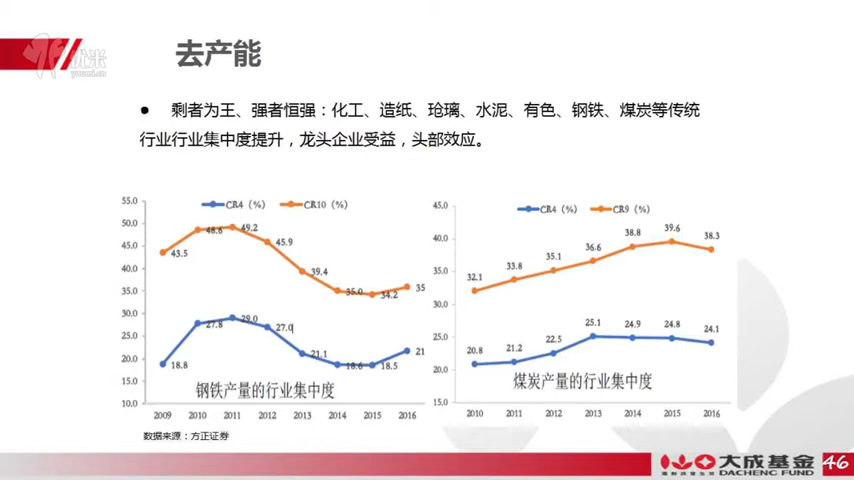 优米
youmi.cn
去产能
● 剩者为王、强者恒强：化工、造纸、玱璃、水泥、有色、钢铁、煤炭等传统
行业行业集中度提升，龙头企业受益，头部效应。
CR4（%） CR10（%）
55.0
50.0
45.0
40.0
35.0
30.0
25.0
20.0
15.0
10.0
43.5 48.6 49.2 45.9 39.4 35.0 34.2 35
18.8 27.8 29.0 27.0 21.1 18.6 18.5 21
钢铁产量的行业集中度
2009 2010 2011 2012 2013 2014 2015 2016
CR4（%） CR9（%）
45.0
40.0
35.0
30.0
25.0
20.0
15.0
32.1 33.8 35.1 36.6 38.8 39.6 38.3
20.8 21.2 22.5 25.1 24.9 24.8 24.1
煤炭产量的行业集中度
2010 2011 2012 2013 2014 2015 2016
数据来源：方正证券
大成基金
DACHENG FUND
46